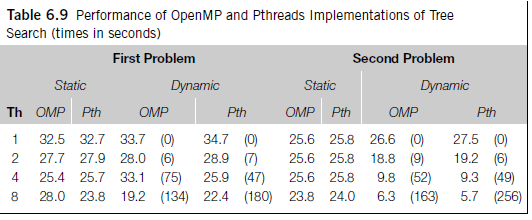 Table 6.9 Performance of OpenMP and Pthreads Implementations of Tree
Search (times in seconds)
First Problem Second Problem
Static Dynamic Static Dynamic
Th OMP Pth OMP Pth OMP Pth OMP Pth
1 32.5 32.7 33.7 (0) 34.7 (0) 25.6 25.8 26.6 (0) 27.5 (0)
2 27.7 27.9 28.0 (6) 28.9 (7) 25.6 25.8 18.8 (9) 19.2 (6)
4 25.4 25.7 33.1 (75) 25.9 (47) 25.6 25.8 9.8 (52) 9.3 (49)
8 28.0 23.8 19.2 (134) 22.4 (180) 23.8 24.0 6.3 (163) 5.7 (256)